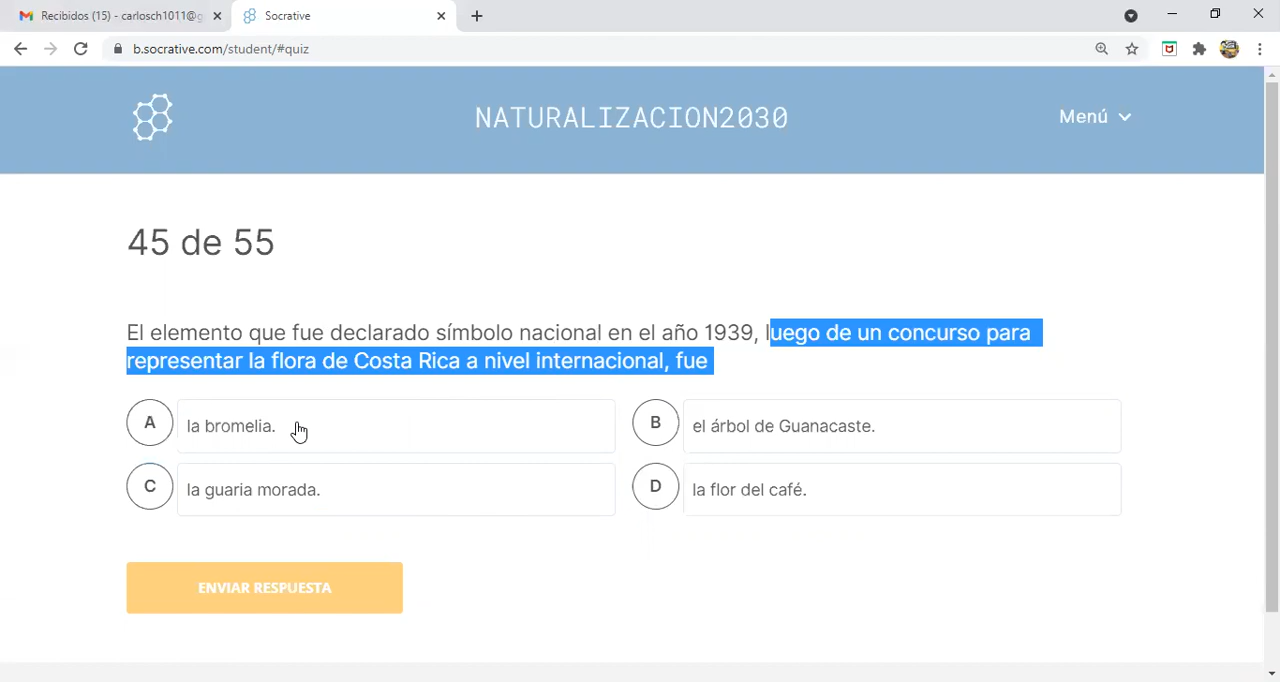 Recibidos (15) - carlosch1011@g
Socrative
b.socrative.com/student/#quiz
NATURALIZACION2030
Menú
45 de 55
El elemento que fue declarado símbolo nacional en el año 1939, luego de un concurso para
representar la flora de Costa Rica a nivel internacional, fue
A la bromelia.
B el árbol de Guanacaste.
C la guaria morada.
D la flor del café.
ENVIAR RESPUESTA